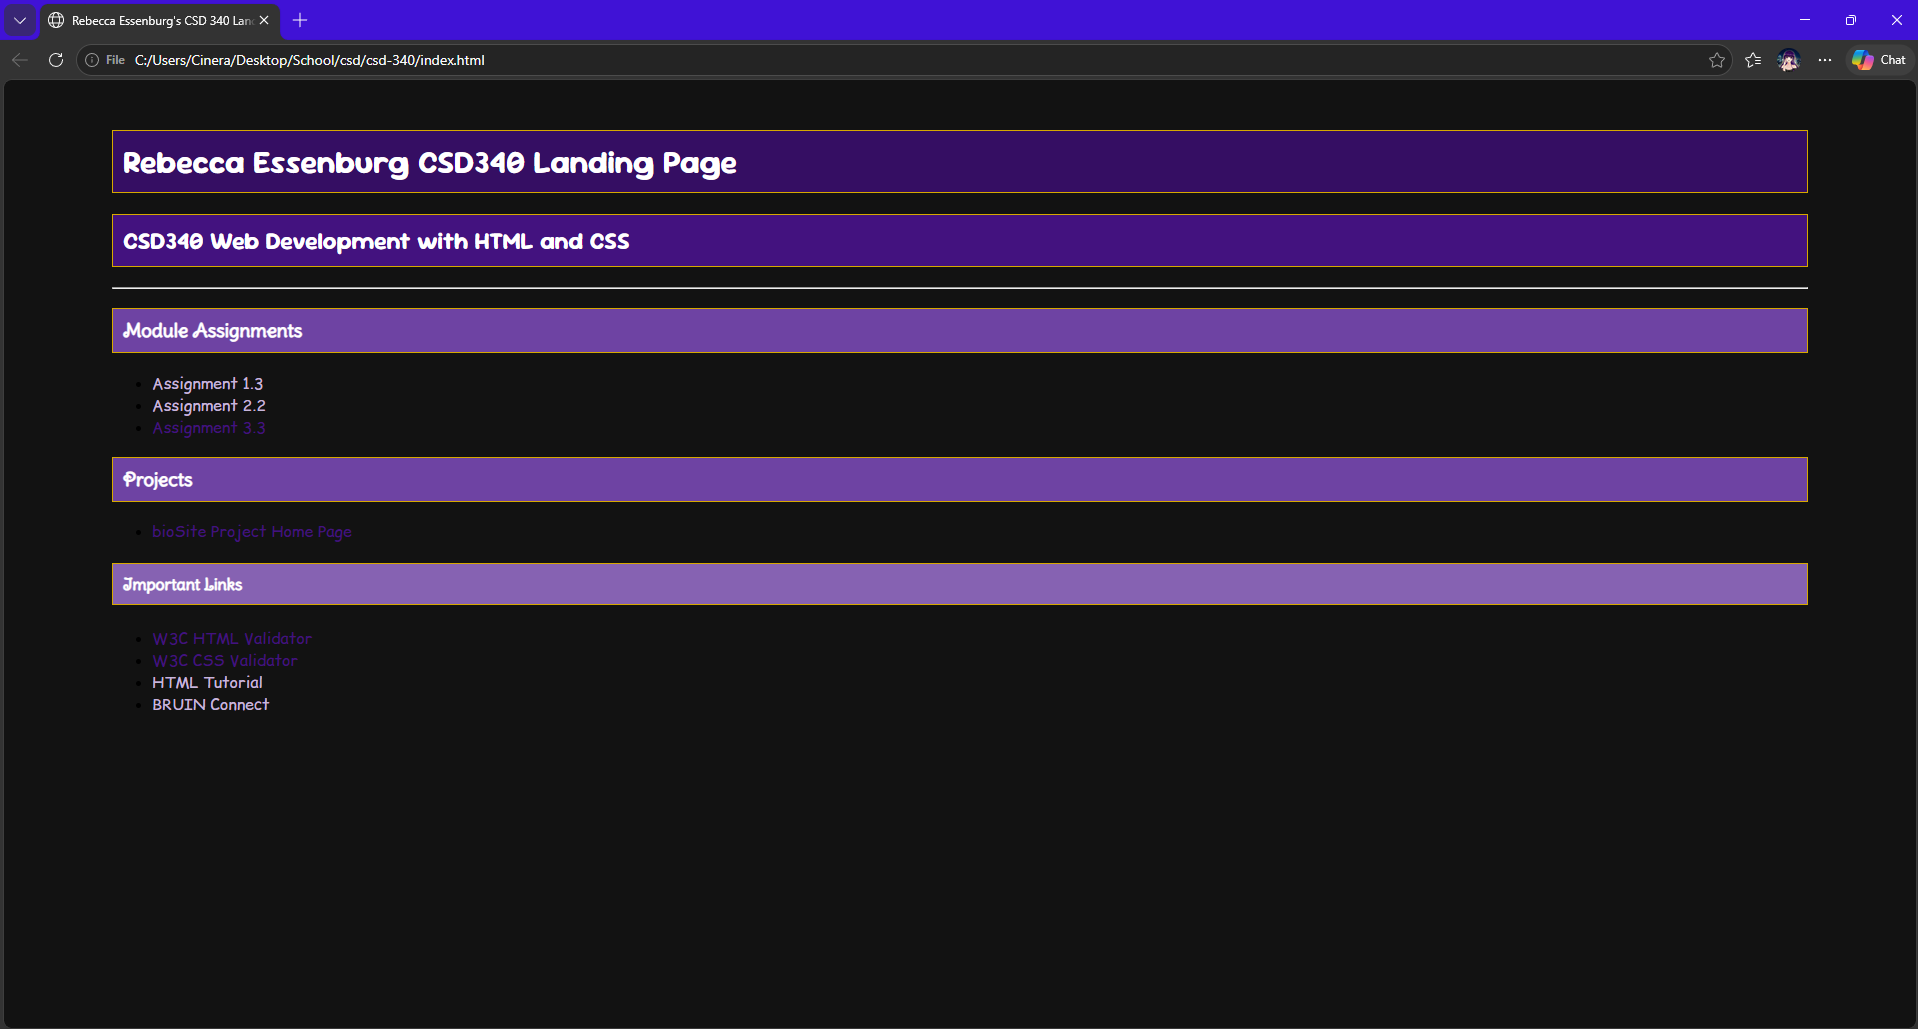 Rebecca Essenburg's CSD 340 Lan
File C:/Users/Cinera/Desktop/School/csd/csd-340/index.html
Chat
Rebecca Essenburg CSD340 Landing Page
CSD340 Web Development with HTML and CSS
Module Assignments
Assignment 1.3
Assignment 2.2
Assignment 3.3
Projects
bioSite Project Home Page
Important Links
W3C HTML Validator
W3C CSS Validator
HTML Tutorial
BRUIN Connect